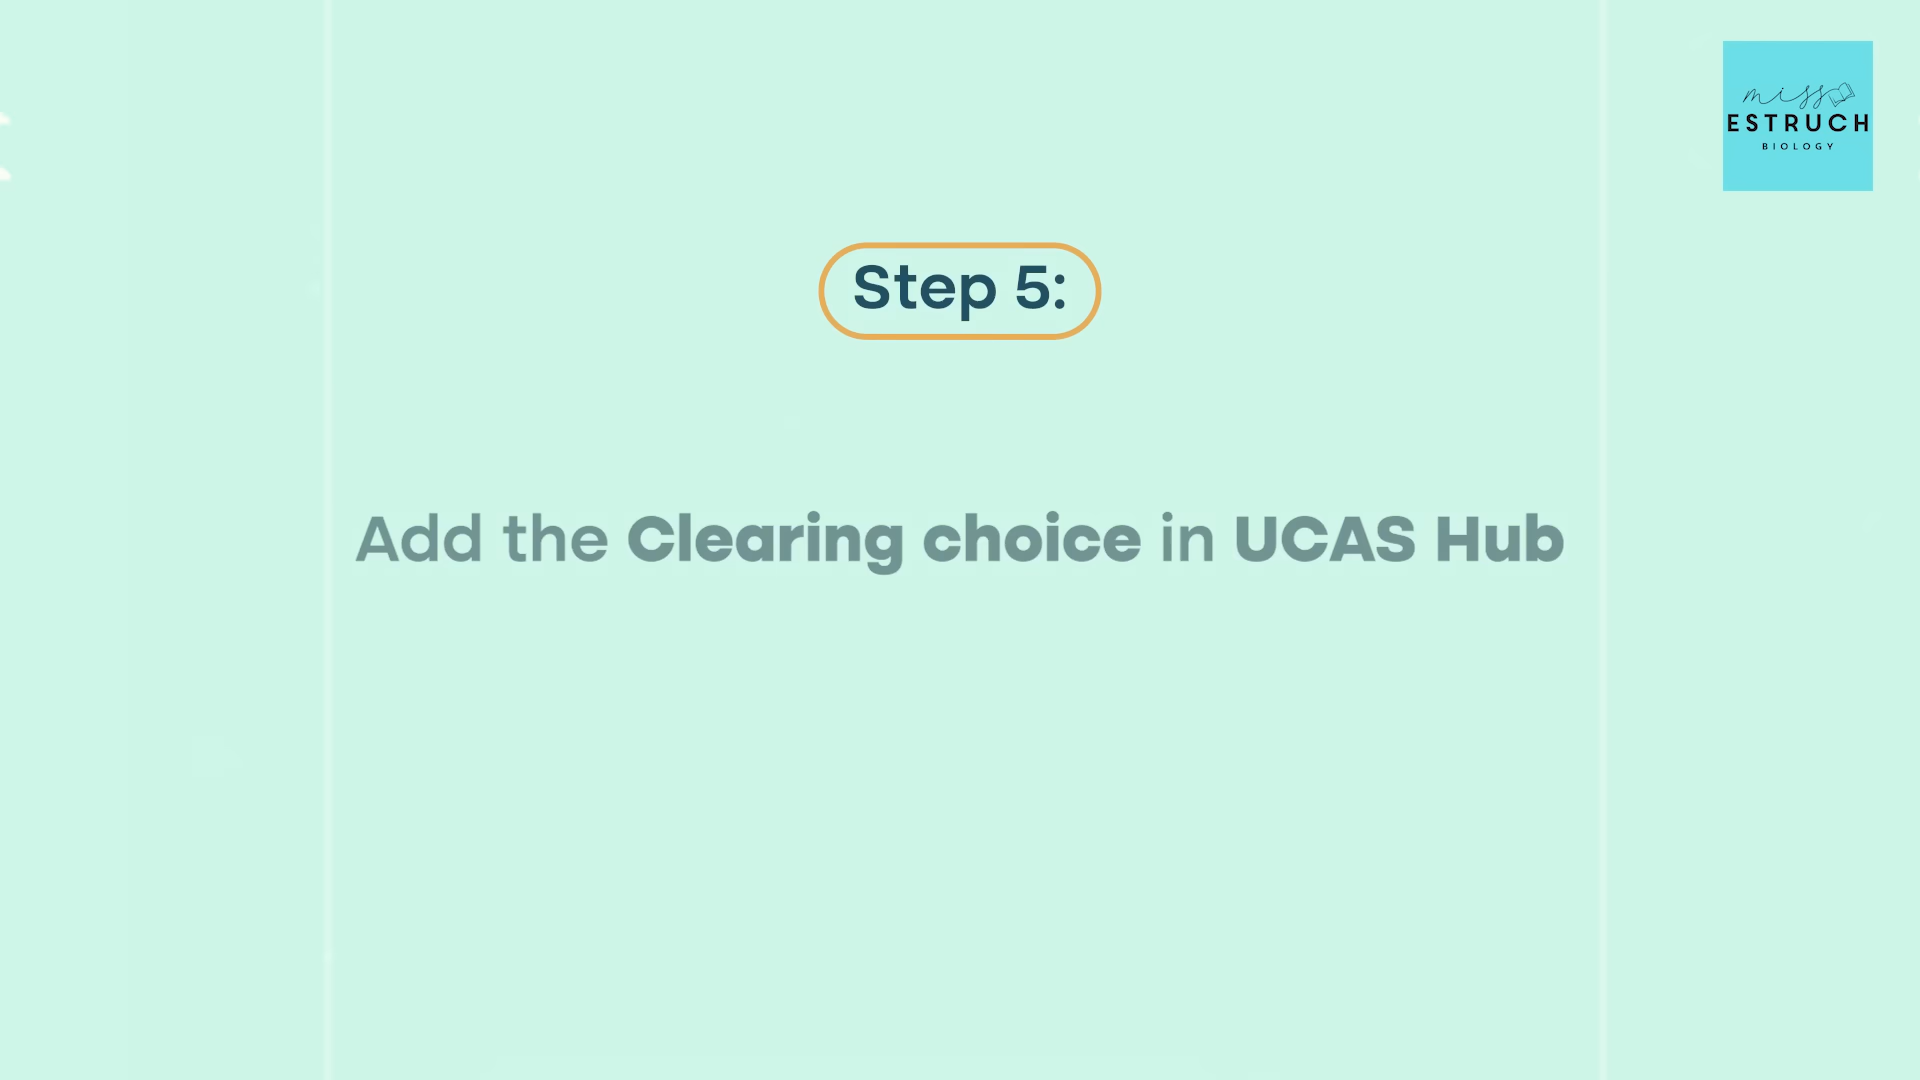 miss
ESTRUCH
BIOLOGY
Step 5:
Add the Clearing choice in UCAS Hub